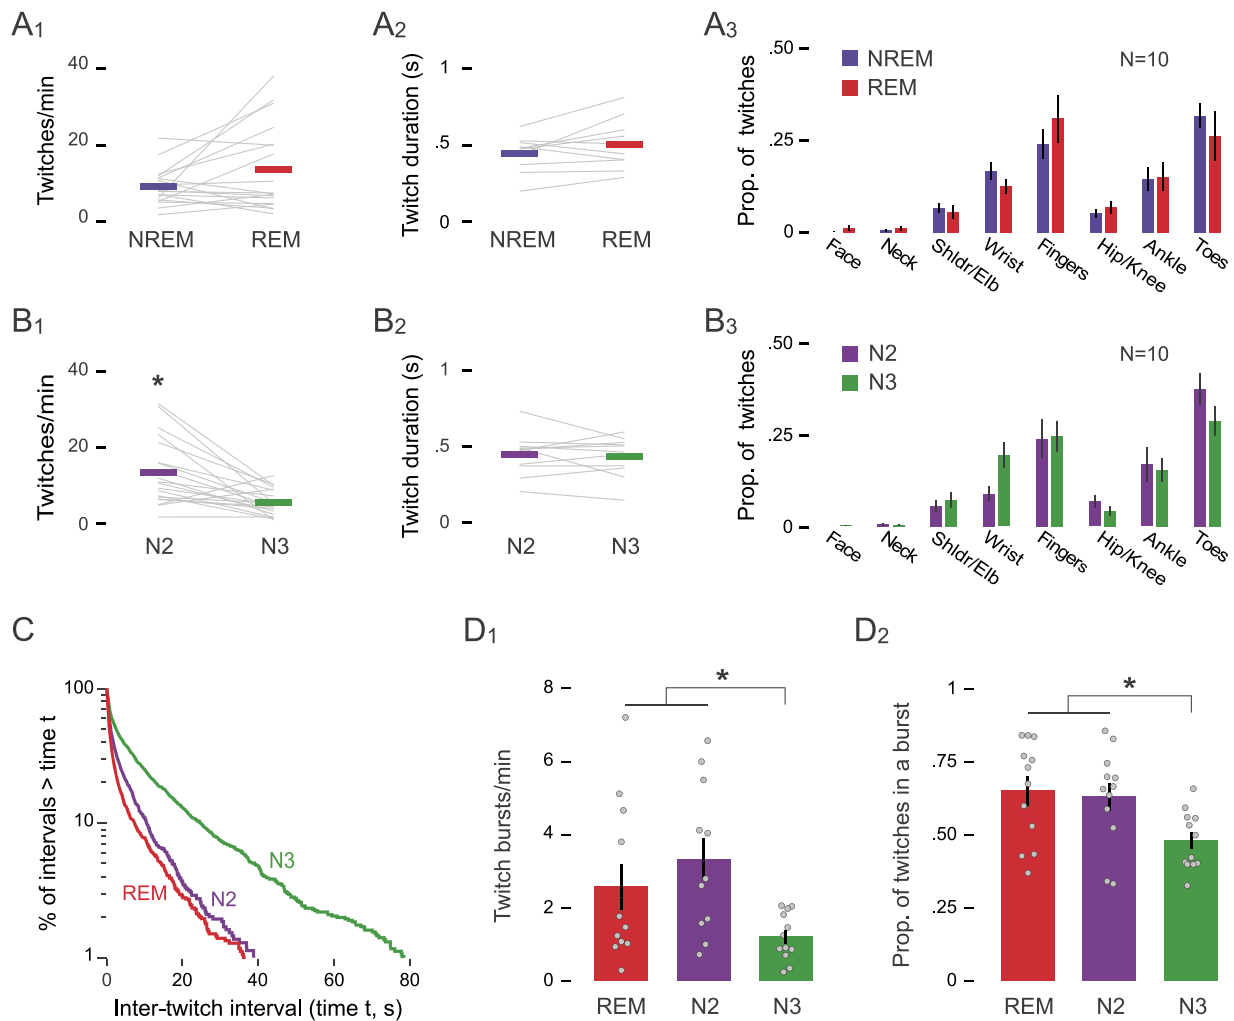 A1
Twitches/min
40
20
0
NREM
REM
A2
Twitch duration (s)
1
.5
0
NREM
REM
A3
Prop. of twitches
.50
.25
0
NREM
REM
N=10
Face
Neck
Shldr/Elb
Wrist
Fingers
Hip/Knee
Ankle
Toes
B1
Twitches/min
40
20
0
*
N2
N3
B2
Twitch duration (s)
1
.5
0
N2
N3
B3
Prop. of twitches
.50
.25
0
N2
N3
N=10
Face
Neck
Shldr/Elb
Wrist
Fingers
Hip/Knee
Ankle
Toes
C
% of intervals > time t
100
10
1
REM
N2
N3
0
20
40
60
80
Inter-twitch interval (time t, s)
D1
Twitch bursts/min
8
6
4
2
0
*
REM
N2
N3
D2
Prop. of twitches in a burst
1
.75
.50
.25
0
*
REM
N2
N3